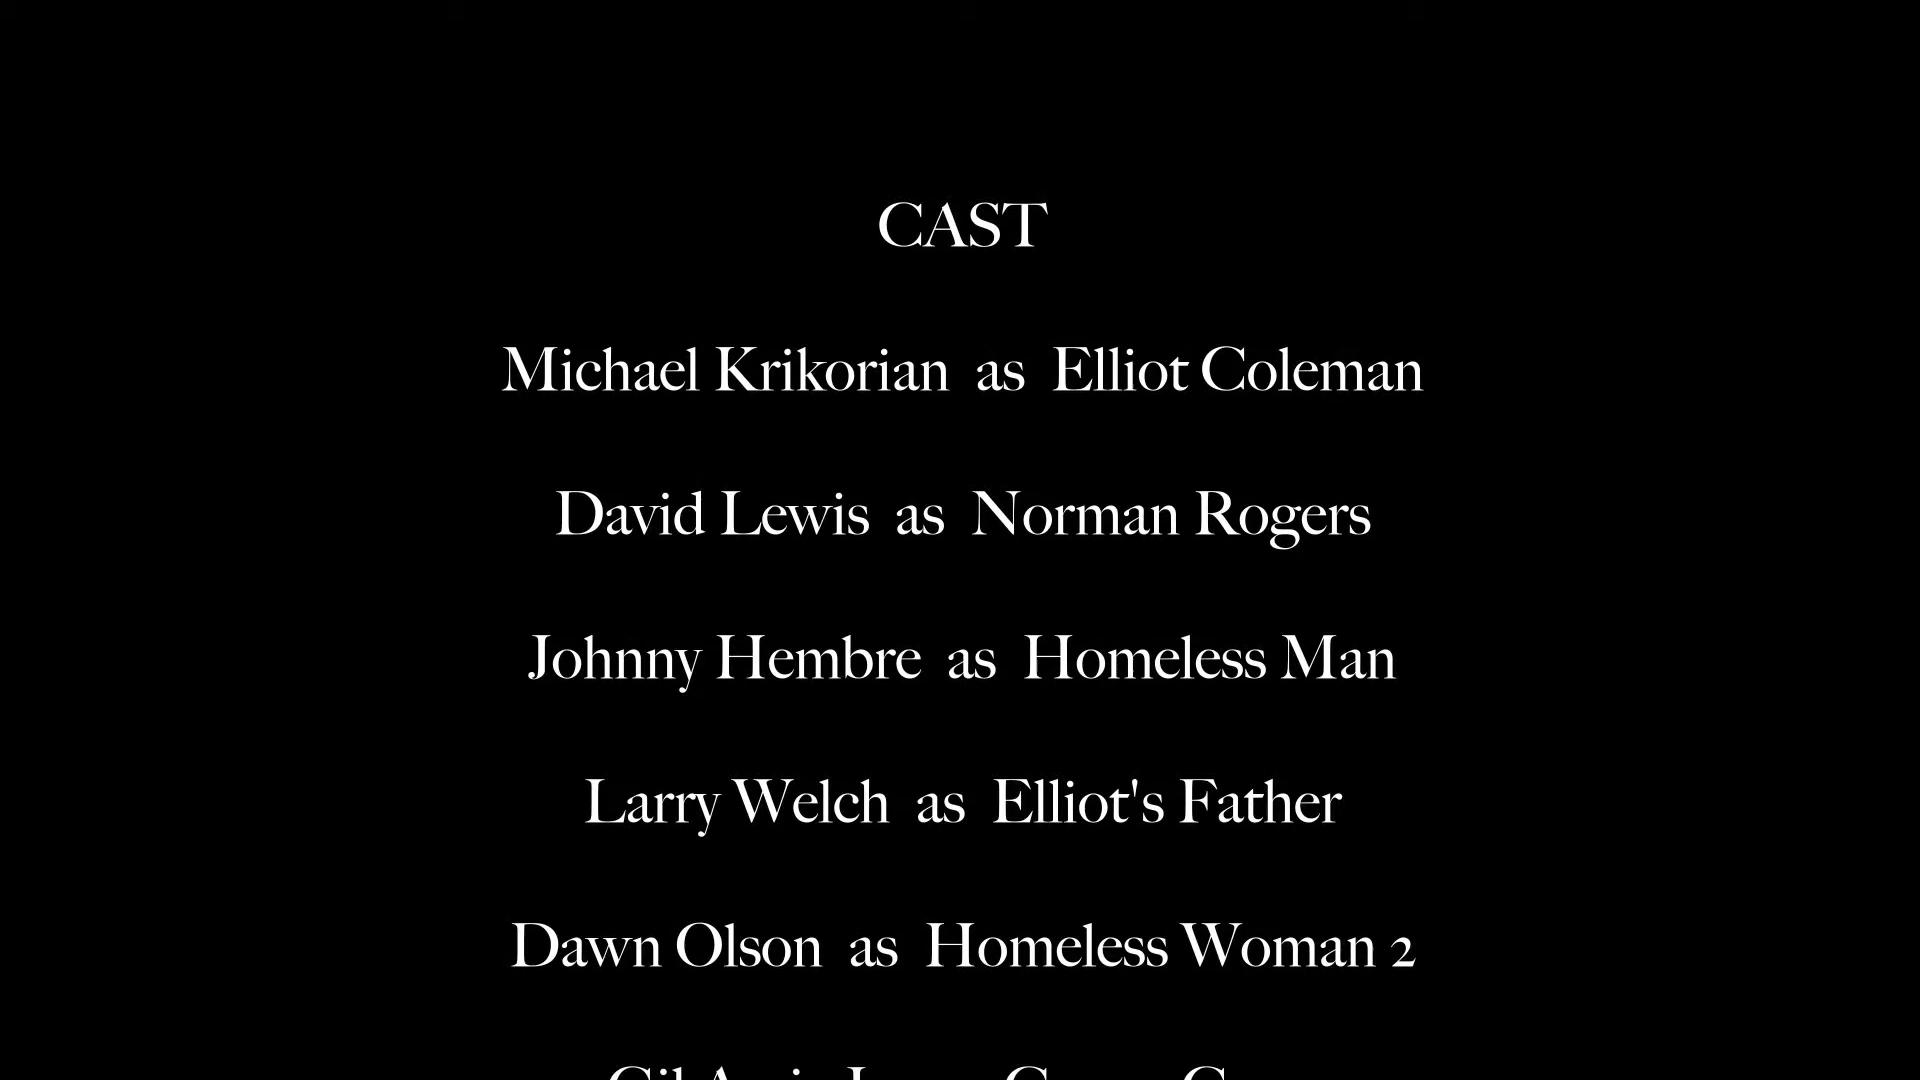 CAST
Michael Krikorian as Elliot Coleman
David Lewis as Norman Rogers
Johnny Hembre as Homeless Man
Larry Welch as Elliot's Father
Dawn Olson as Homeless Woman 2